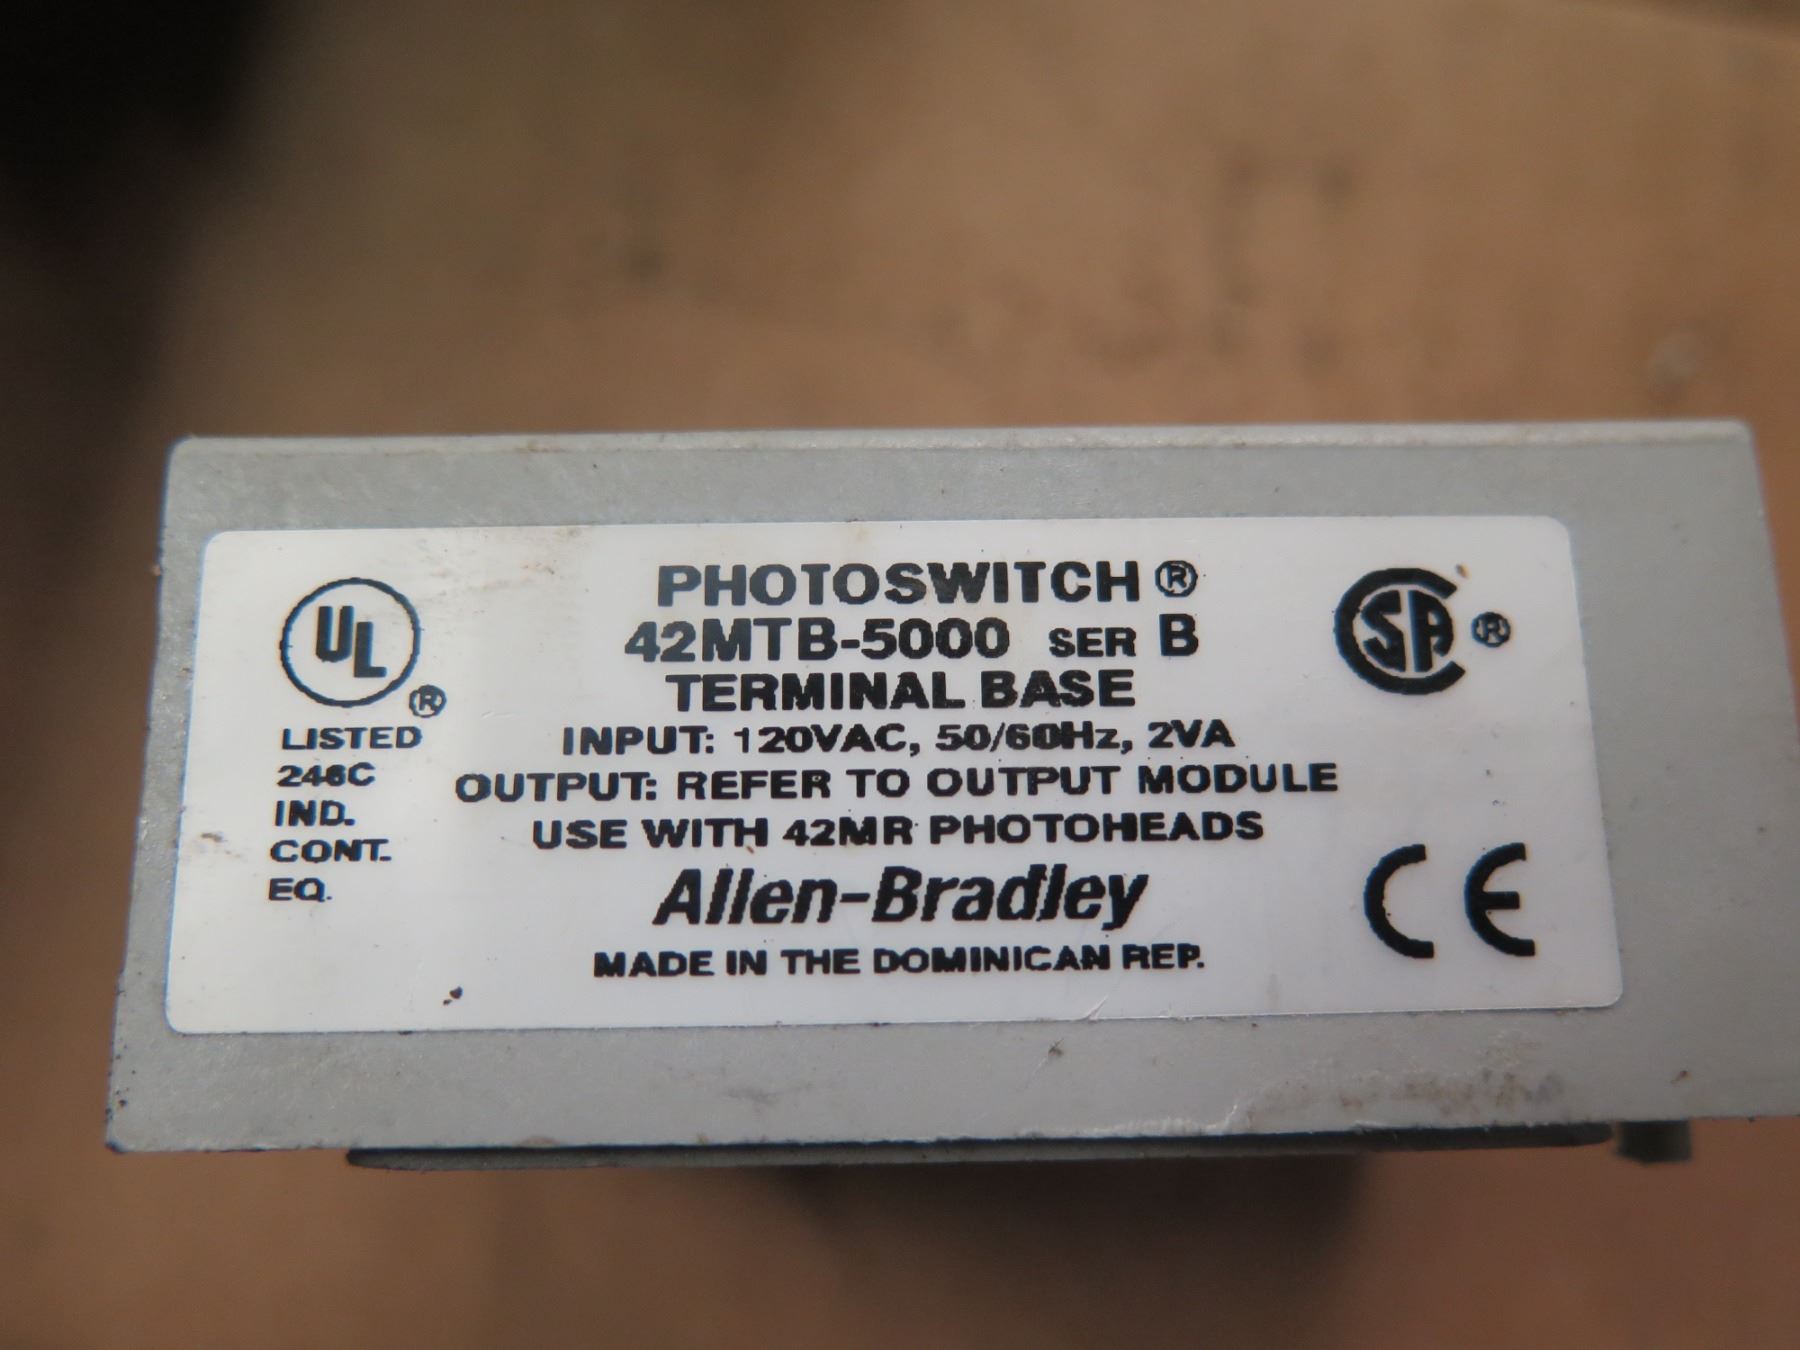 PHOTOSWITCH ®
42MTB-5000 SER B
TERMINAL BASE
INPUT: 120VAC, 50/60Hz, 2VA
OUTPUT: REFER TO OUTPUT MODULE
USE WITH 42MR PHOTOHEADS
Allen-Bradley
MADE IN THE DOMINICAN REP.
UL ®
LISTED
246C
IND.
CONT.
EQ.
CSA ®
CE